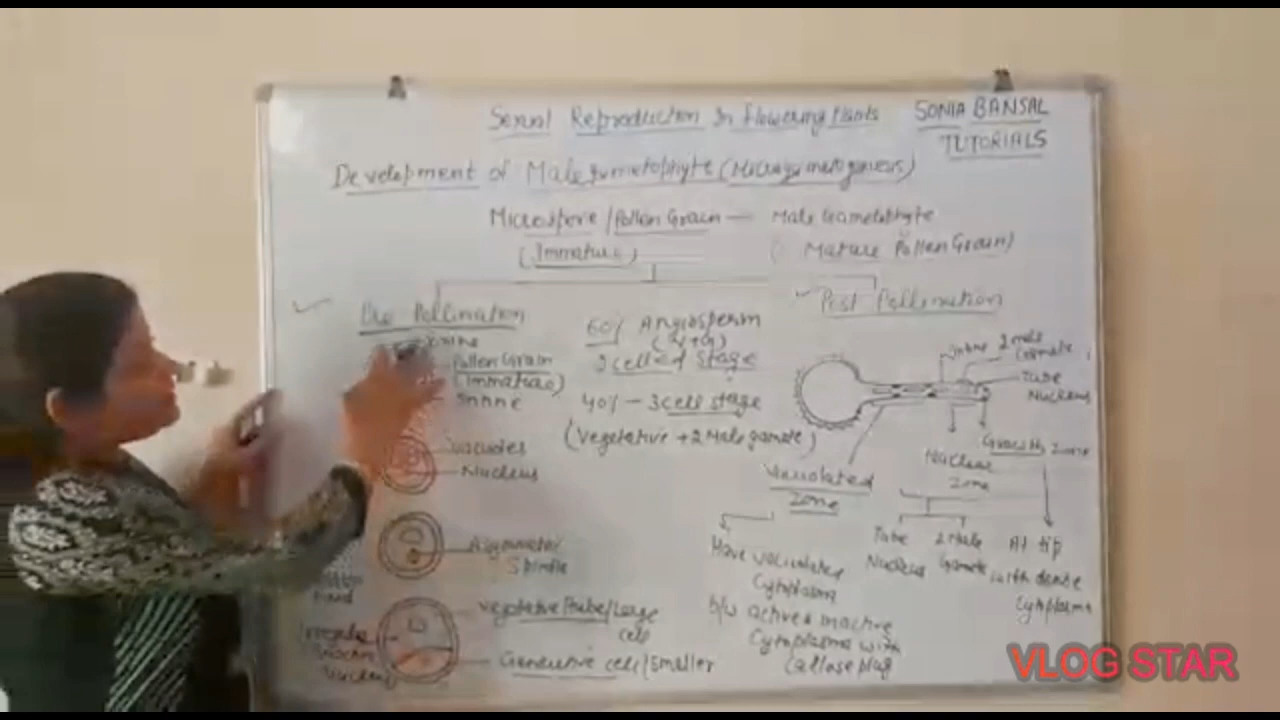 Sexual Reproduction In Flowering Plants
SONIA BANSAL
TUTORIALS
Development of Male gametophyte (Microgametogenesis)
Microspore/Pollen Grain — Male Gametophyte
(Immature)
(Mature Pollen Grain)
Pre Pollination
Post Pollination
60% Angiosperm
2 celled stage
40% - 3 cell stage
(Vegetative + 2 Male gamete)
Pollen Grain
(Immature)
Intine
Vacuoles
Nucleus
Spindle
Vegetative/tube/Large
cell
Generative cell/Smaller
Intine
2 male
Gamete
Tube
Nucleus
Growth Zone
Nuclear
Zone
Vacuolated
Zone
Tube
Nucleus
2 Male
Gamete
At tip
with dense
Cytoplasm
Have vacuolated
Cytoplasm
b/w active & inactive
Cytoplasm with
Callose plug
VLOG STAR